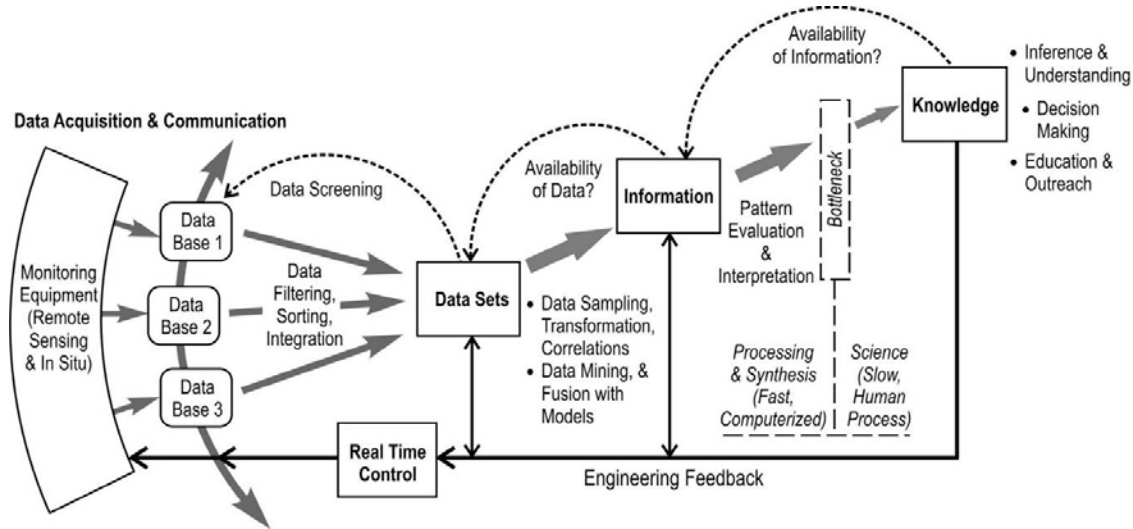 Availability
of Information?
Knowledge
• Inference &
Understanding
• Decision
Making
• Education &
Outreach
Data Acquisition & Communication
Data Screening
Availability
of Data?
Information
Bottleneck
Pattern
Evaluation
&
Interpretation
Monitoring
Equipment
(Remote
Sensing
& In Situ)
Data
Base 1
Data
Base 2
Data
Base 3
Data
Filtering,
Sorting,
Integration
Data Sets
• Data Sampling,
Transformation,
Correlations
• Data Mining, &
Fusion with
Models
Processing
& Synthesis
(Fast,
Computerized)
Science
(Slow,
Human
Process)
Real Time
Control
Engineering Feedback